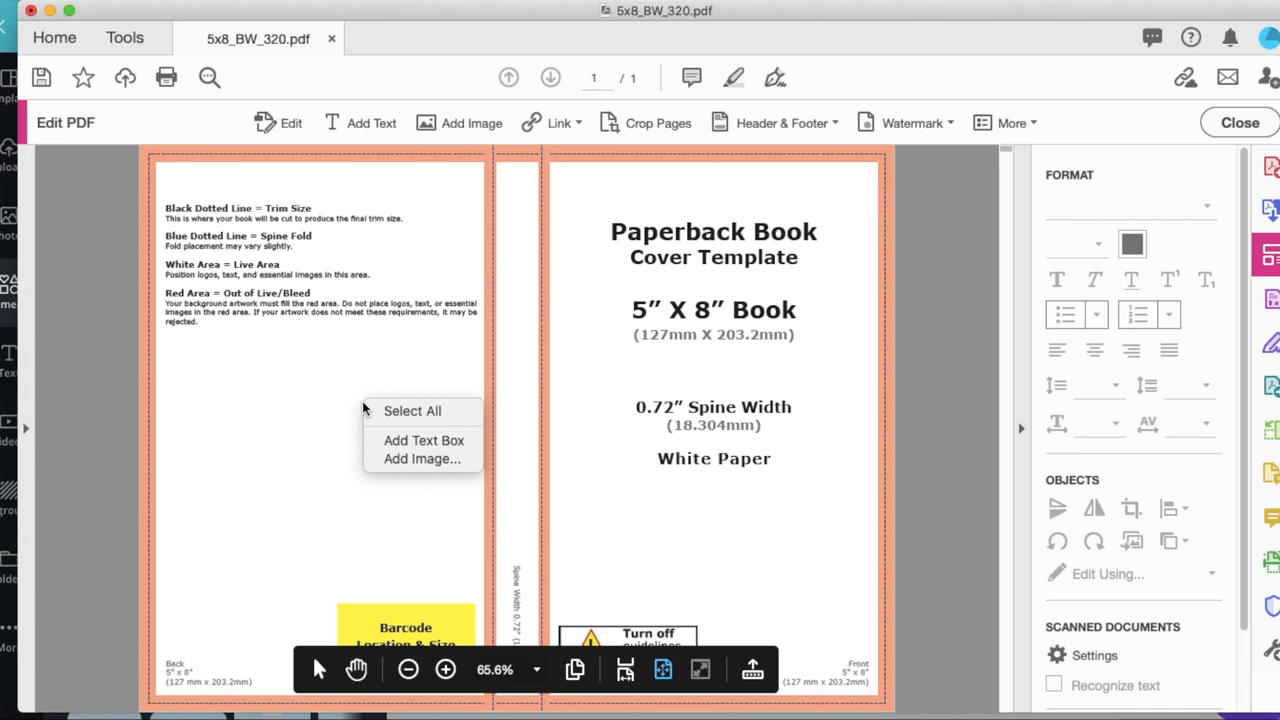 5x8_BW_320.pdf
Home
Tools
5x8_BW_320.pdf
1 / 1
Edit PDF
Edit
Add Text
Add Image
Link
Crop Pages
Header & Footer
Watermark
More
Close
Black Dotted Line = Trim Size
This is where your book will be cut to produce the final trim size.
Blue Dotted Line = Spine Fold
Fold placement may vary slightly.
White Area = Live Area
Position logos, text, and essential images in this area.
Red Area = Out of Live/Bleed
Your background artwork must fill the red area. Do not place logos, text, or essential
images in the red area. If your artwork does not meet these requirements, it may be
rejected.
Select All
Add Text Box
Add Image...
Barcode
Location & Size
Back
5" x 8"
(127 mm x 203.2mm)
Spine Width 0.72" (1
Paperback Book
Cover Template
5” X 8” Book
(127mm X 203.2mm)
0.72” Spine Width
(18.304mm)
White Paper
Turn off
guidelines
Front
5" x 8"
(127 mm x 203.2mm)
65.6%
FORMAT
OBJECTS
Edit Using...
SCANNED DOCUMENTS
Settings
Recognize text